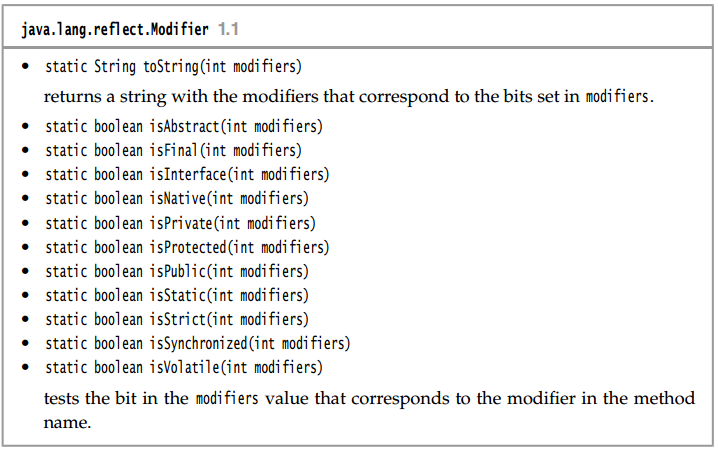 java.lang.reflect.Modifier 1.1
• static String toString(int modifiers)
returns a string with the modifiers that correspond to the bits set in modifiers.
• static boolean isAbstract(int modifiers)
• static boolean isFinal(int modifiers)
• static boolean isInterface(int modifiers)
• static boolean isNative(int modifiers)
• static boolean isPrivate(int modifiers)
• static boolean isProtected(int modifiers)
• static boolean isPublic(int modifiers)
• static boolean isStatic(int modifiers)
• static boolean isStrict(int modifiers)
• static boolean isSynchronized(int modifiers)
• static boolean isVolatile(int modifiers)
tests the bit in the modifiers value that corresponds to the modifier in the method
name.